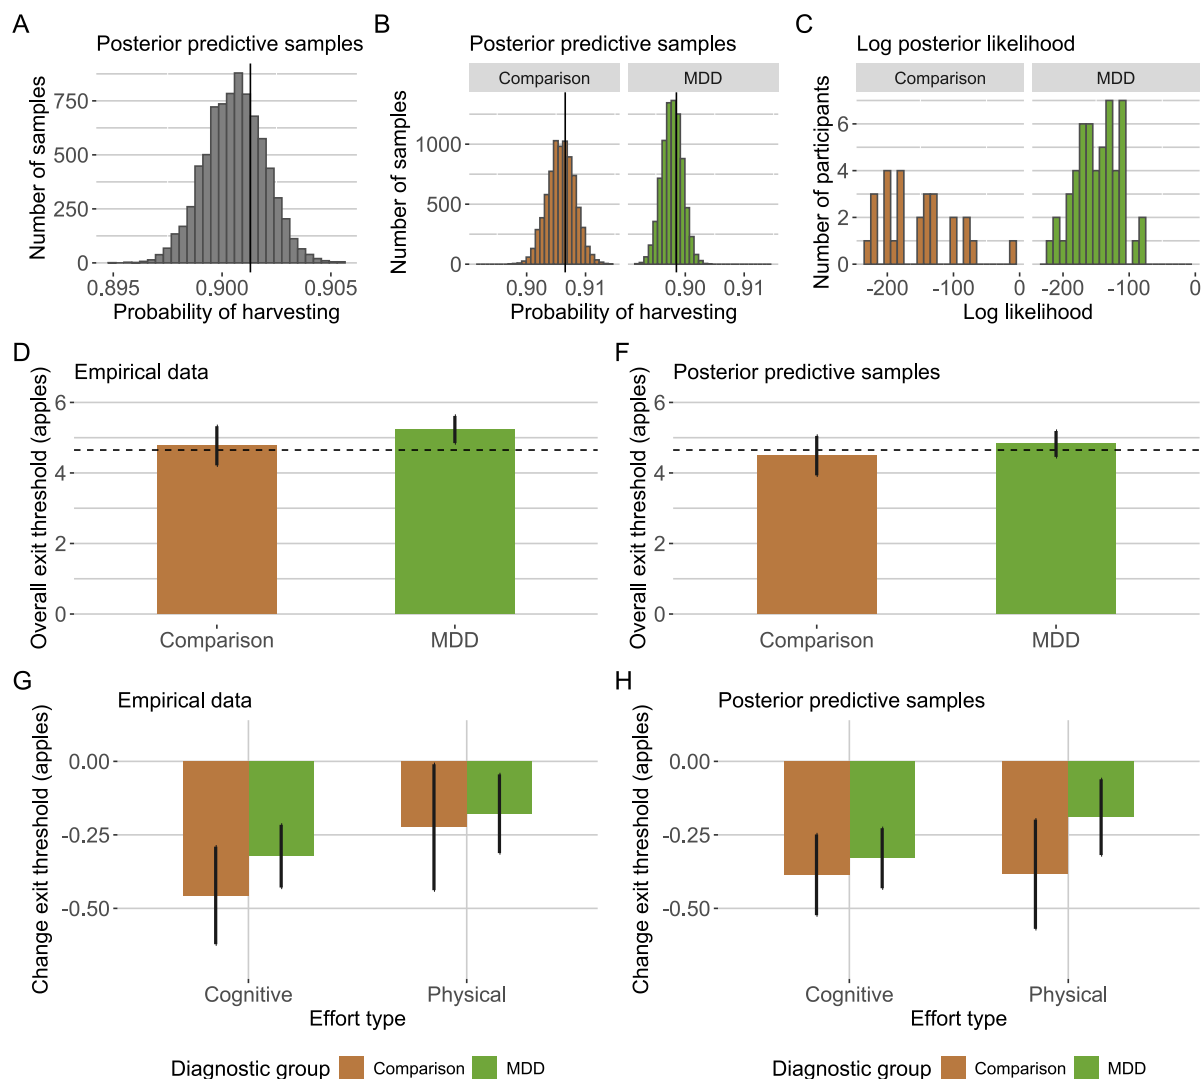 A
Posterior predictive samples
Number of samples
750
500
250
0
0.895
0.900
0.905
Probability of harvesting
B
Posterior predictive samples
Comparison
MDD
Number of samples
1000
500
0
0.90
0.91
0.90
0.91
Probability of harvesting
C
Log posterior likelihood
Comparison
MDD
Number of participants
6
4
2
0
-200
-100
0
-200
-100
0
Log likelihood
D
Empirical data
Overall exit threshold (apples)
6
4
2
0
Comparison
MDD
F
Posterior predictive samples
Overall exit threshold (apples)
6
4
2
0
Comparison
MDD
G
Empirical data
Change exit threshold (apples)
0.00
-0.25
-0.50
Cognitive
Physical
Effort type
Diagnostic group
Comparison
MDD
H
Posterior predictive samples
Change exit threshold (apples)
0.00
-0.25
-0.50
Cognitive
Physical
Effort type
Diagnostic group
Comparison
MDD